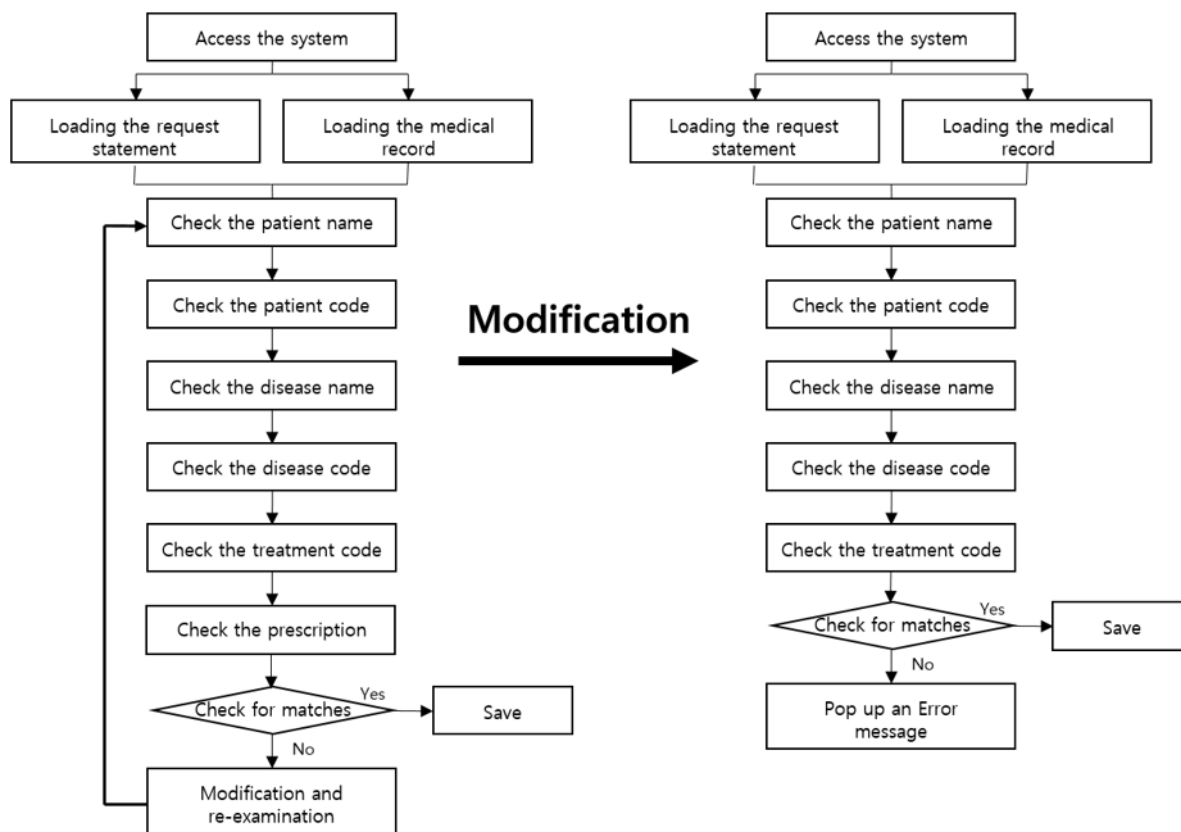 Access the system
Loading the request
statement
Loading the medical
record
Check the patient name
Check the patient code
Check the disease name
Check the disease code
Check the treatment code
Check the prescription
Check for matches
Yes
Save
No
Modification and
re-examination
Modification
Access the system
Loading the request
statement
Loading the medical
record
Check the patient name
Check the patient code
Check the disease name
Check the disease code
Check the treatment code
Check for matches
Yes
Save
No
Pop up an Error
message